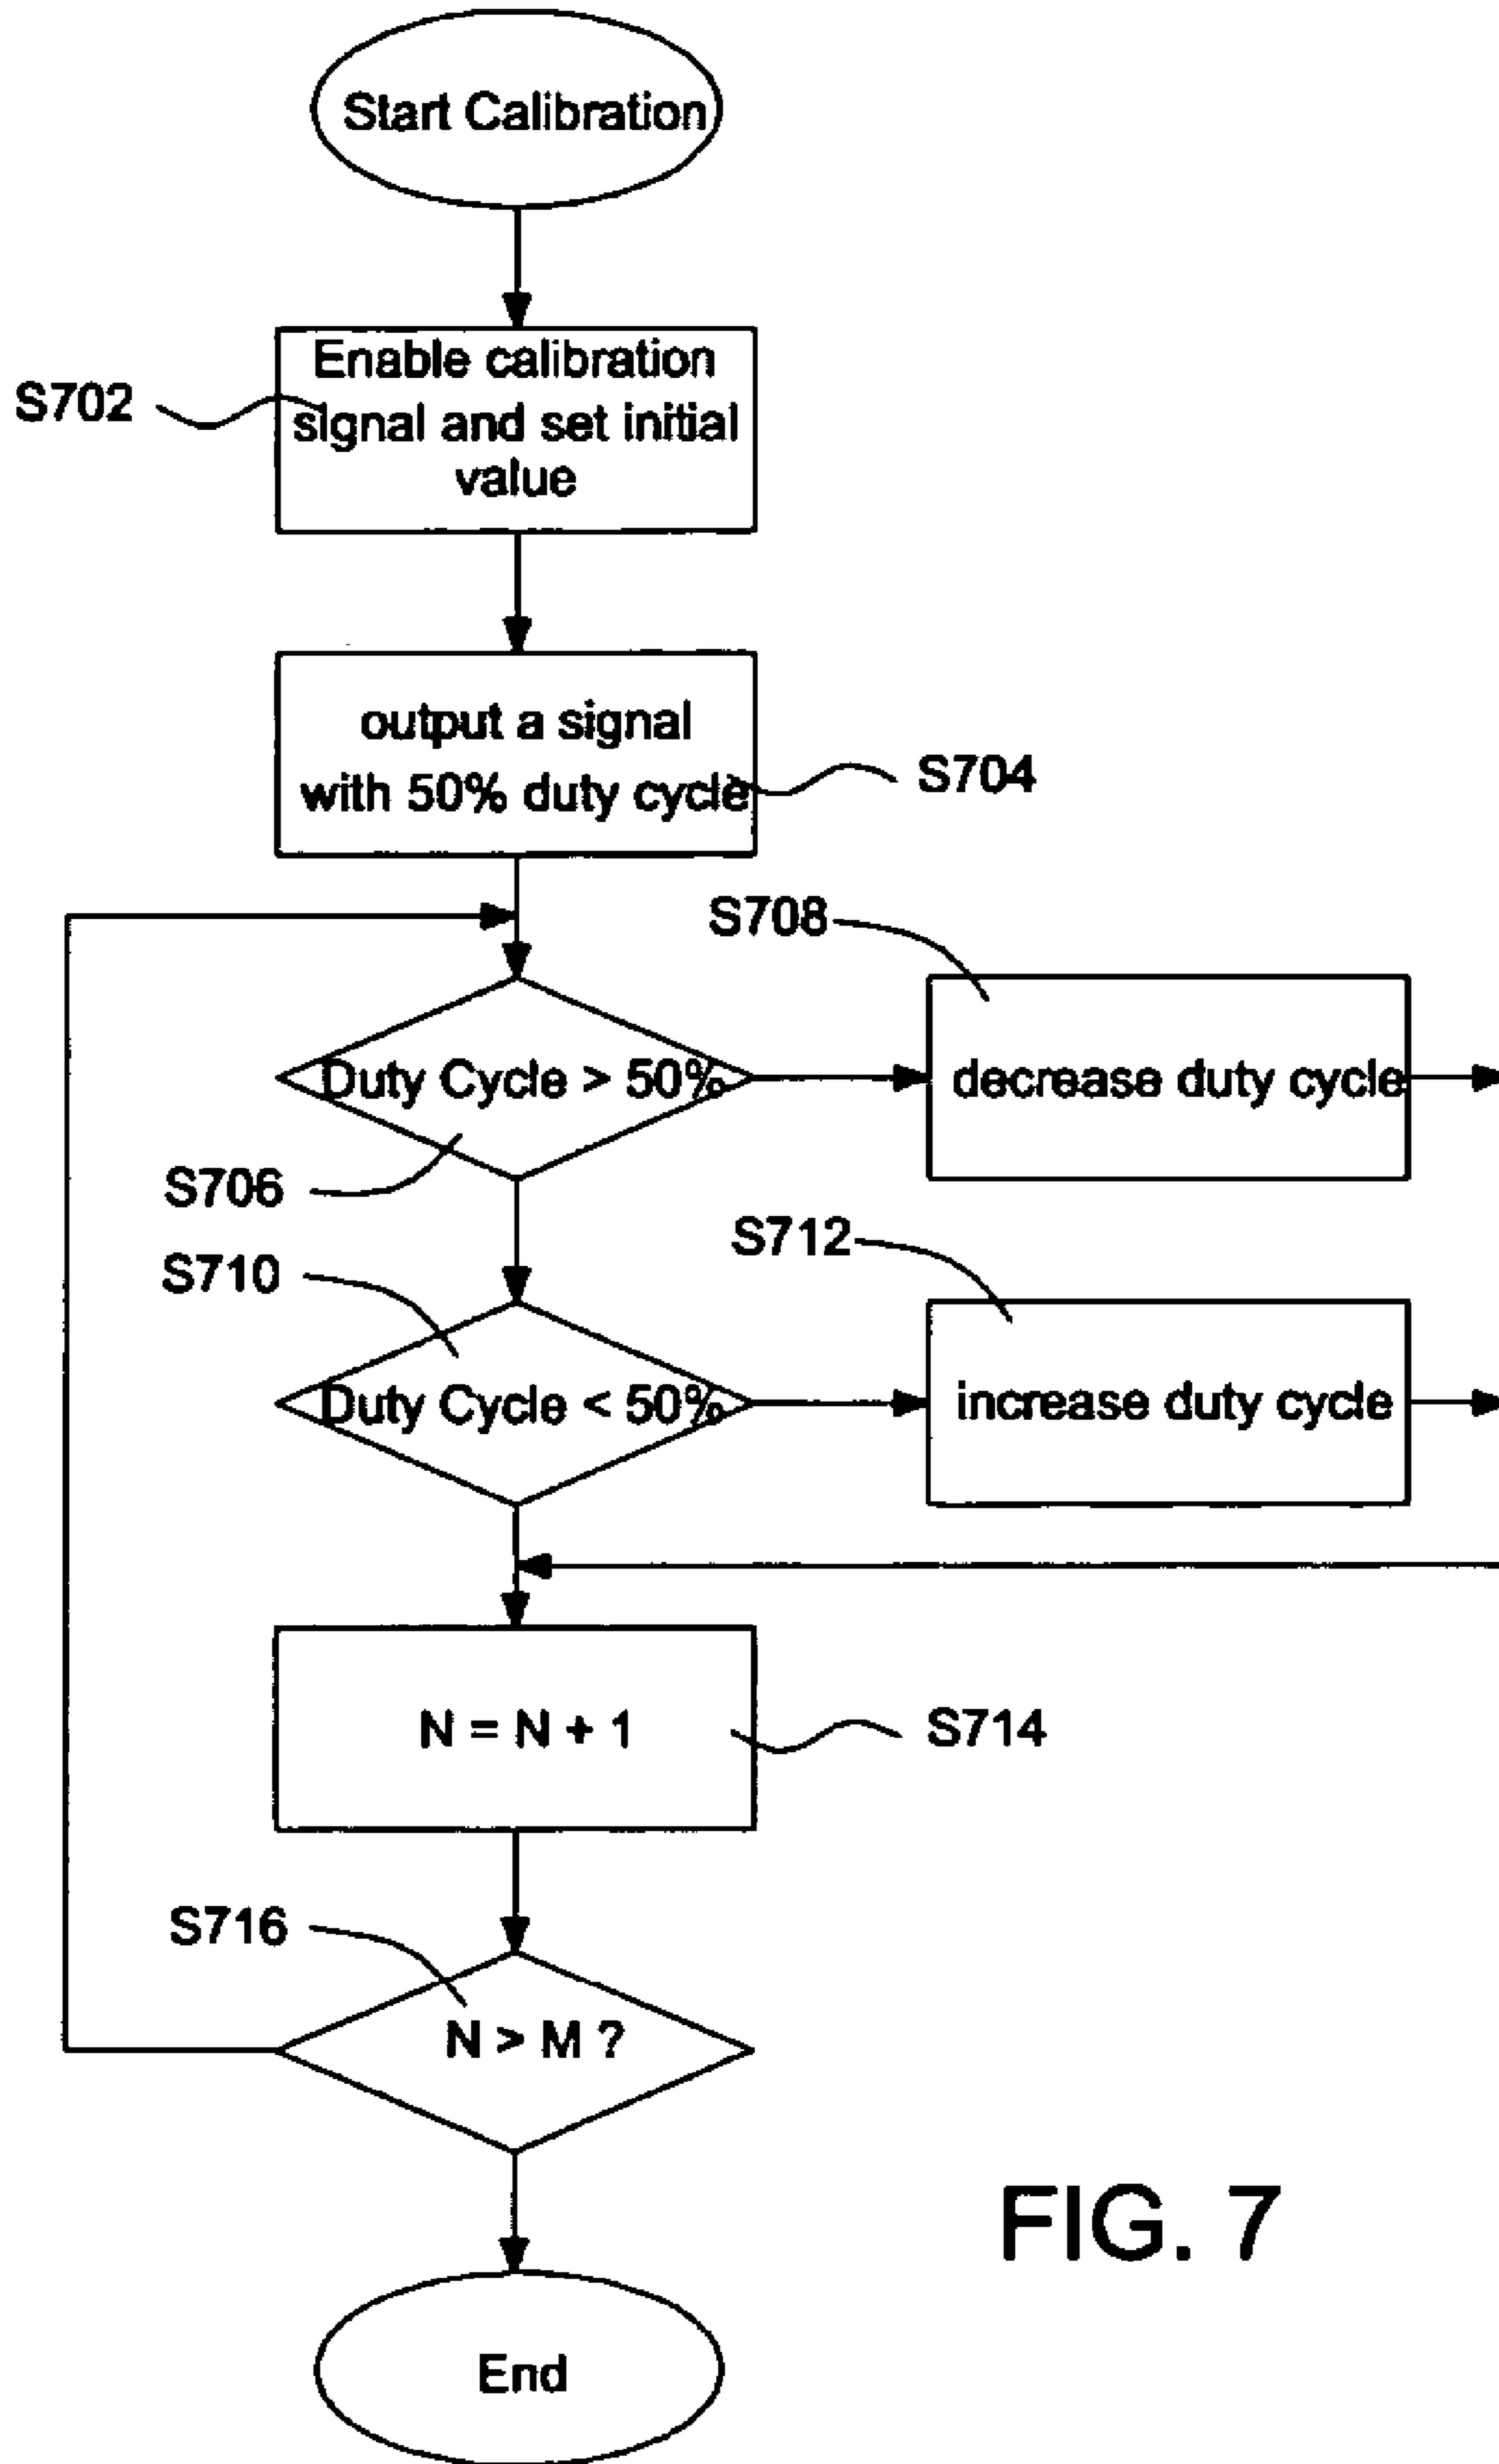 Start Calibration
S702
Enable calibration
signal and set initial
value
output a signal
with 50% duty cycle
S704
S708
Duty Cycle > 50%
decrease duty cycle
S706
S712
S710
Duty Cycle < 50%
increase duty cycle
N = N + 1
S714
S716
N > M ?
FIG. 7
End